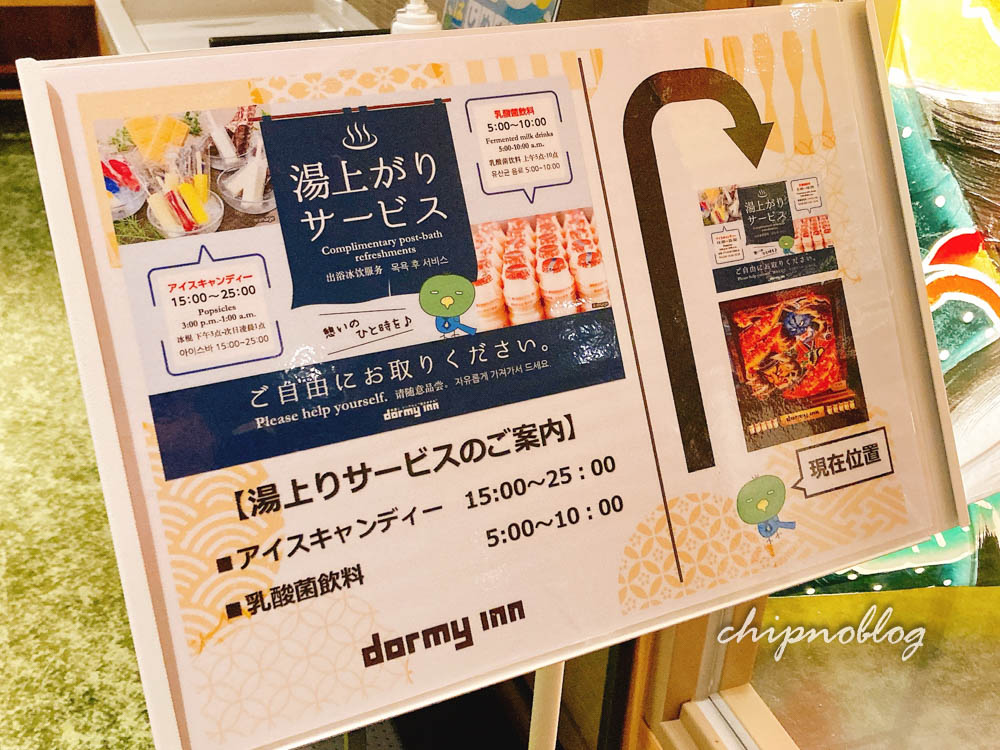 湯上がり
サービス
Complimentary post-bath
refreshments
出浴冰饮服务 목욕 후 서비스
乳酸菌飲料
5:00〜10:00
Fermented milk drinks
5:00-10:00 a.m.
乳酸菌饮料 上午5点-10点
유산균 음료 5:00~10:00
アイスキャンディー
15:00〜25:00
Popsicles
3:00 p.m.-1:00 a.m.
冰棍 下午3点-次日凌晨1点
아이스바 15:00~25:00
憩いの
ひと時を♪
ご自由にお取りください。
Please help yourself. 请随意品尝。 자유롭게 가져가서 드세요.
dormy inn
【湯上りサービスのご案内】
■アイスキャンディー 15:00〜25：00
■乳酸菌飲料 5:00〜10：00
dormy inn
湯上がり
サービス
ご自由にお取りください。
dormy inn
現在位置
chipnoblog